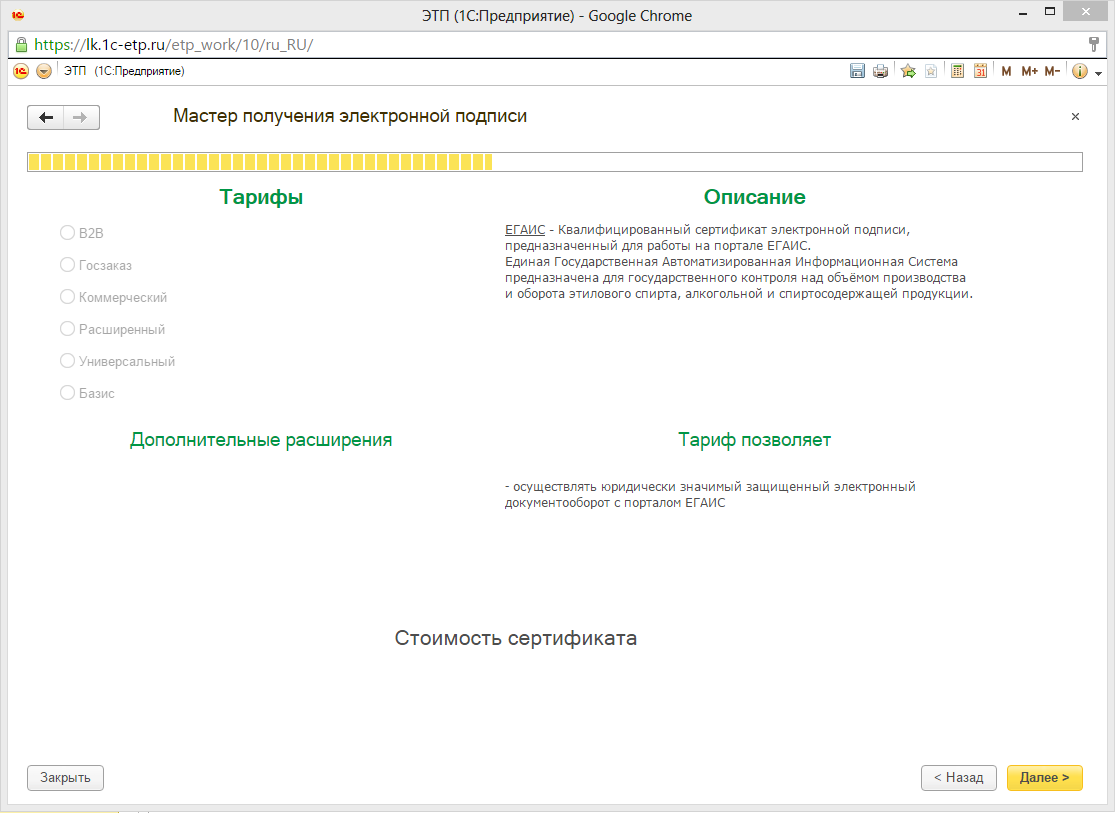 ЭТП (1С:Предприятие) - Google Chrome
https://lk.1c-etp.ru/etp_work/10/ru_RU/
ЭТП (1С:Предприятие)
31 M M+ M-
Мастер получения электронной подписи
Тарифы
B2B
Госзаказ
Коммерческий
Расширенный
Универсальный
Базис
Описание
ЕГАИС - Квалифицированный сертификат электронной подписи,
предназначенный для работы на портале ЕГАИС.
Единая Государственная Автоматизированная Информационная Система
предназначена для государственного контроля над объёмом производства
и оборота этилового спирта, алкогольной и спиртосодержащей продукции.
Дополнительные расширения
Тариф позволяет
- осуществлять юридически значимый защищенный электронный
документооборот с порталом ЕГАИС
Стоимость сертификата
Закрыть
< Назад
Далее >